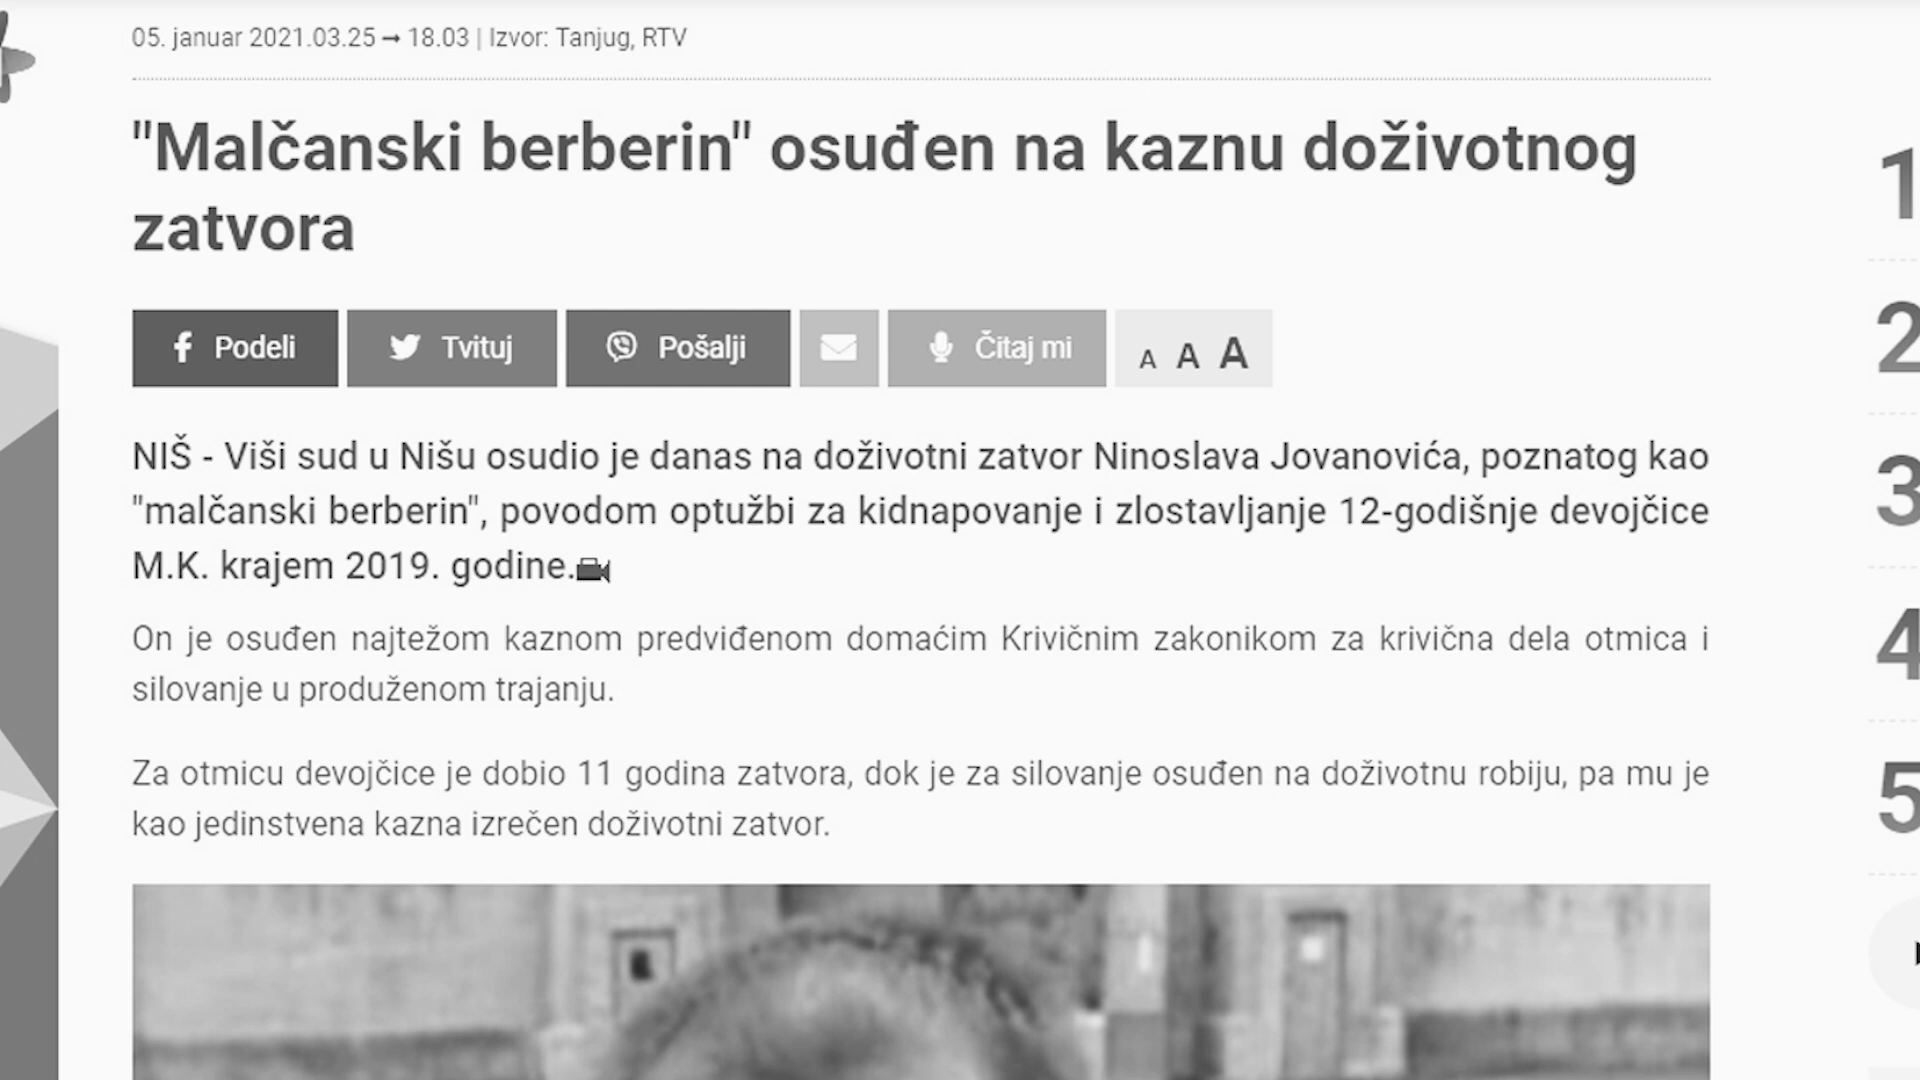 05. januar 2021.03.25 → 18.03 | Izvor: Tanjug, RTV
"Malčanski berberin" osuđen na kaznu doživotnog
zatvora
Podeli
Tvituj
Pošalji
Čitaj mi
A A A
NIŠ - Viši sud u Nišu osudio je danas na doživotni zatvor Ninoslava Jovanovića, poznatog kao
"malčanski berberin", povodom optužbi za kidnapovanje i zlostavljanje 12-godišnje devojčice
M.K. krajem 2019. godine.
On je osuđen najtežom kaznom predviđenom domaćim Krivičnim zakonikom za krivična dela otmica i
silovanje u produženom trajanju.
Za otmicu devojčice je dobio 11 godina zatvora, dok je za silovanje osuđen na doživotnu robiju, pa mu je
kao jedinstvena kazna izrečen doživotni zatvor.
1
2
3
4
5